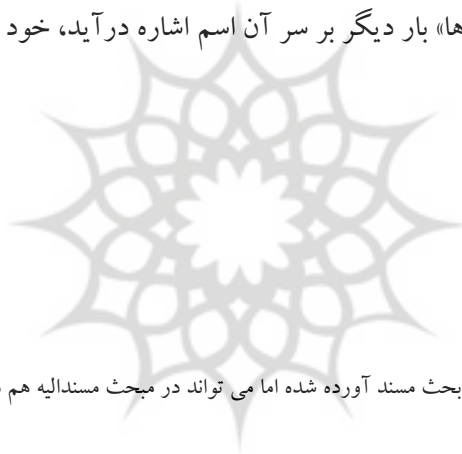 ها» بار دیگر بر سر آن اسم اشاره درآید، خود
بحث مسند آورده شده اما می تواند در مبحث مسندالیه هم